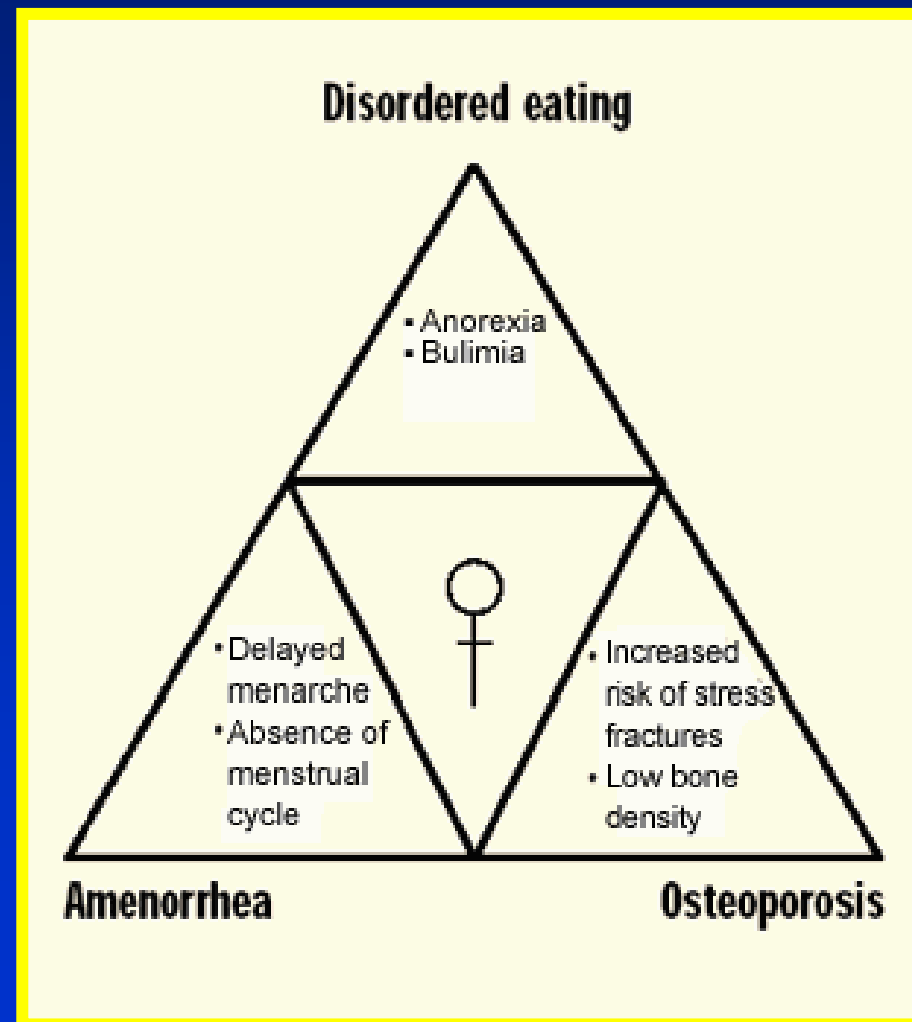 Disordered eating
▪ Anorexia
▪ Bulimia
• Delayed
menarche
• Absence of
menstrual
cycle
• Increased
risk of stress
fractures
• Low bone
density
Amenorrhea
Osteoporosis